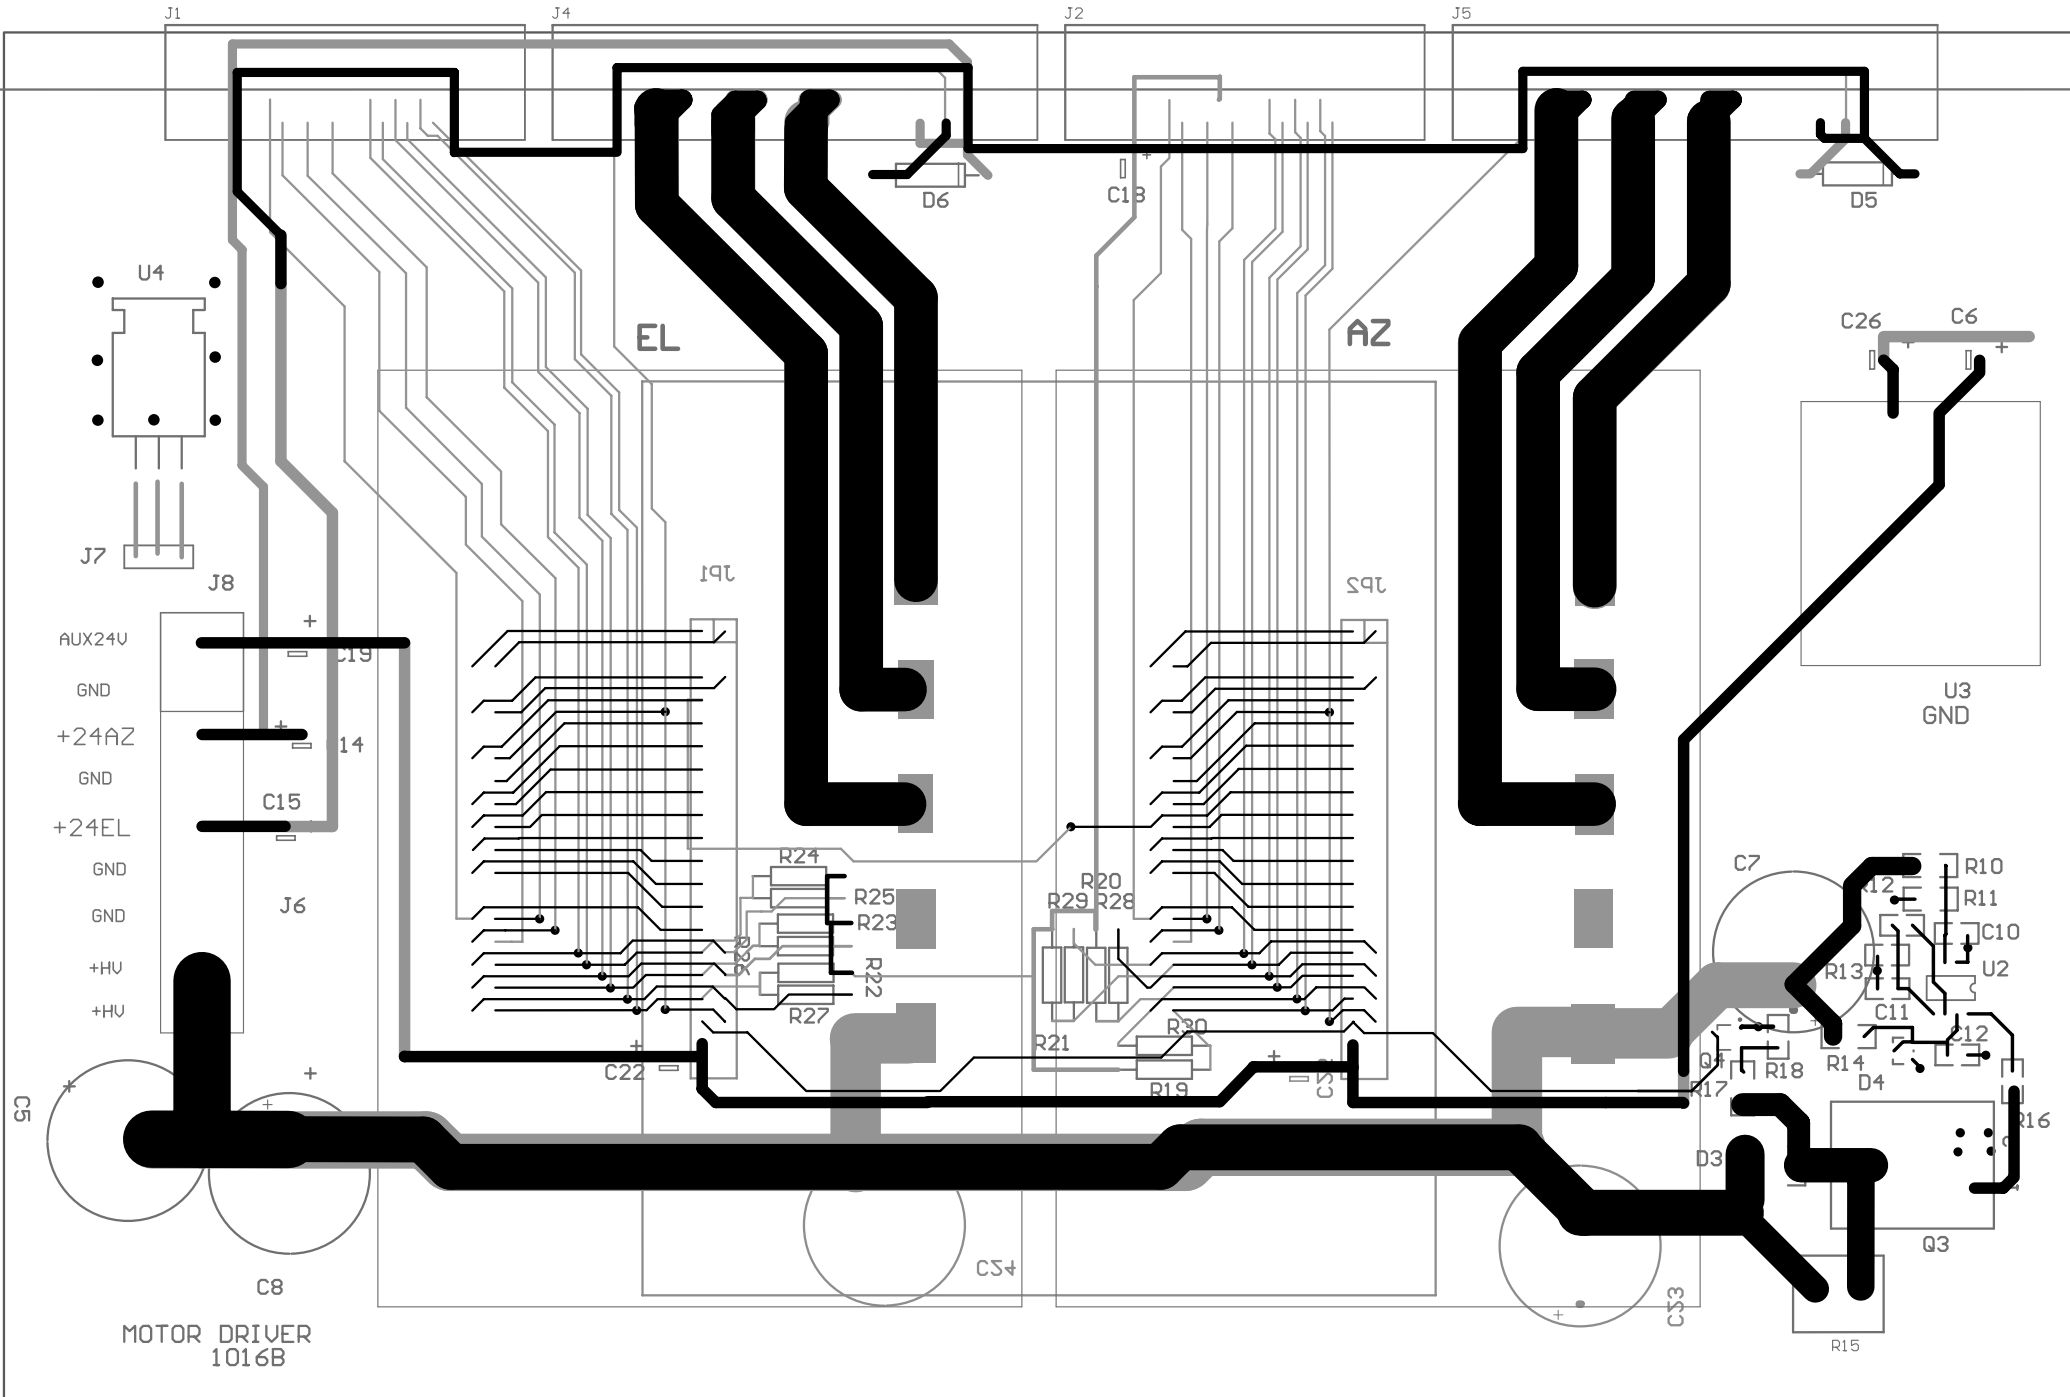 J1
J4
J2
J5
D6
C18
D5
U4
EL
AZ
C26
C6
J7
J8
JP1
JP2
AUX24V
C19
GND
U3
GND
+24AZ
GND
C15
+24EL
GND
GND
J6
+HV
+HV
R24
R25
R23
R26
R22
R27
R20
R29
R28
R21
R30
R19
C22
C7
R10
R12
R11
C10
R13
U2
C11
C12
R14
Q4
R18
R17
D4
R16
D3
Q3
C5
C8
C24
C23
R15
MOTOR DRIVER
1016B